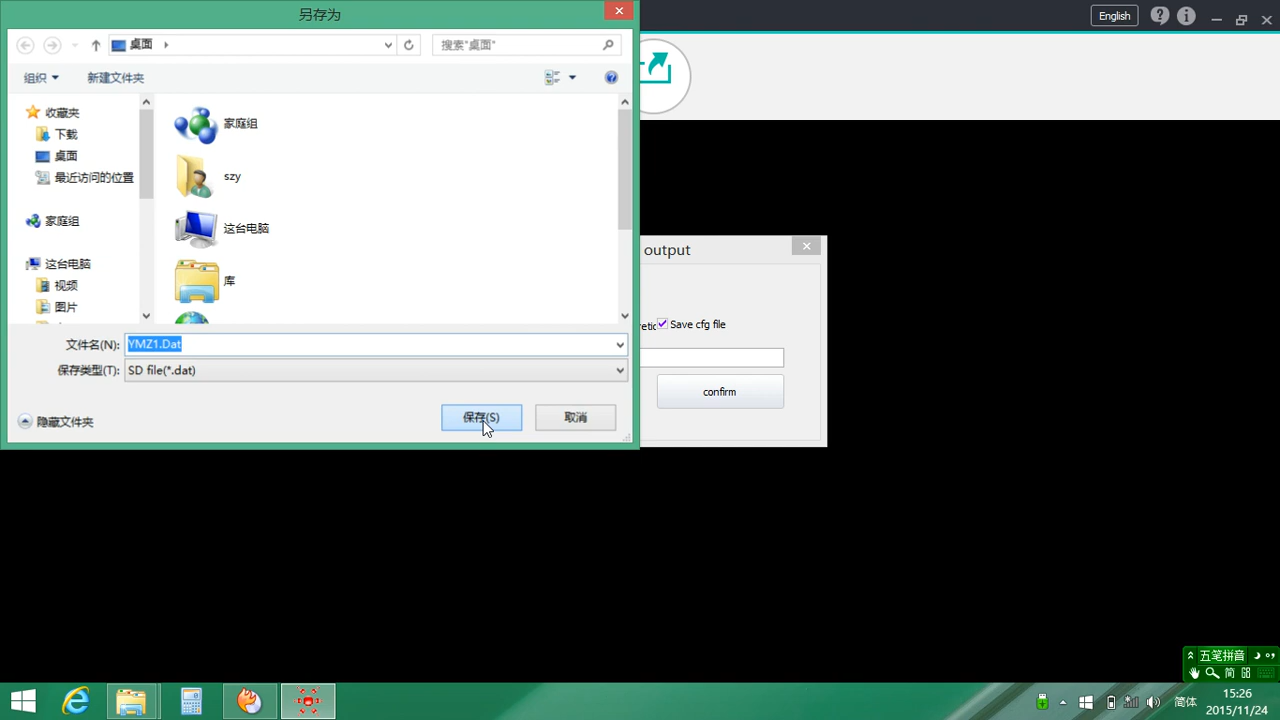 另存为
English
桌面
搜索"桌面"
组织
新建文件夹
收藏夹
下载
桌面
最近访问的位置
家庭组
这台电脑
视频
图片
家庭组
szy
这台电脑
库
文件名(N):
YMZ1.Dat
保存类型(T):
SD file(*.dat)
隐藏文件夹
保存(S)
取消
output
Save cfg file
confirm
五笔拼音
简
简体
15:26
2015/11/24